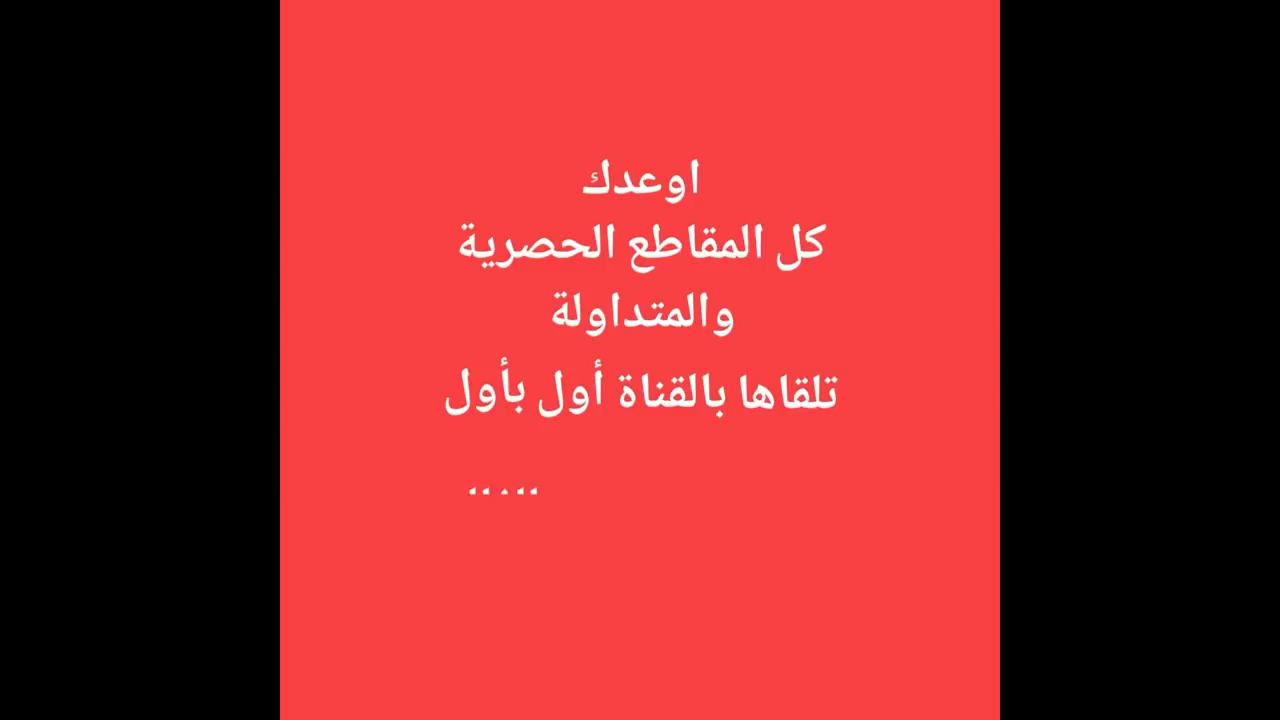 اوعدك
كل المقاطع الحصرية
والمتداولة
تلقاها بالقناة أول بأول